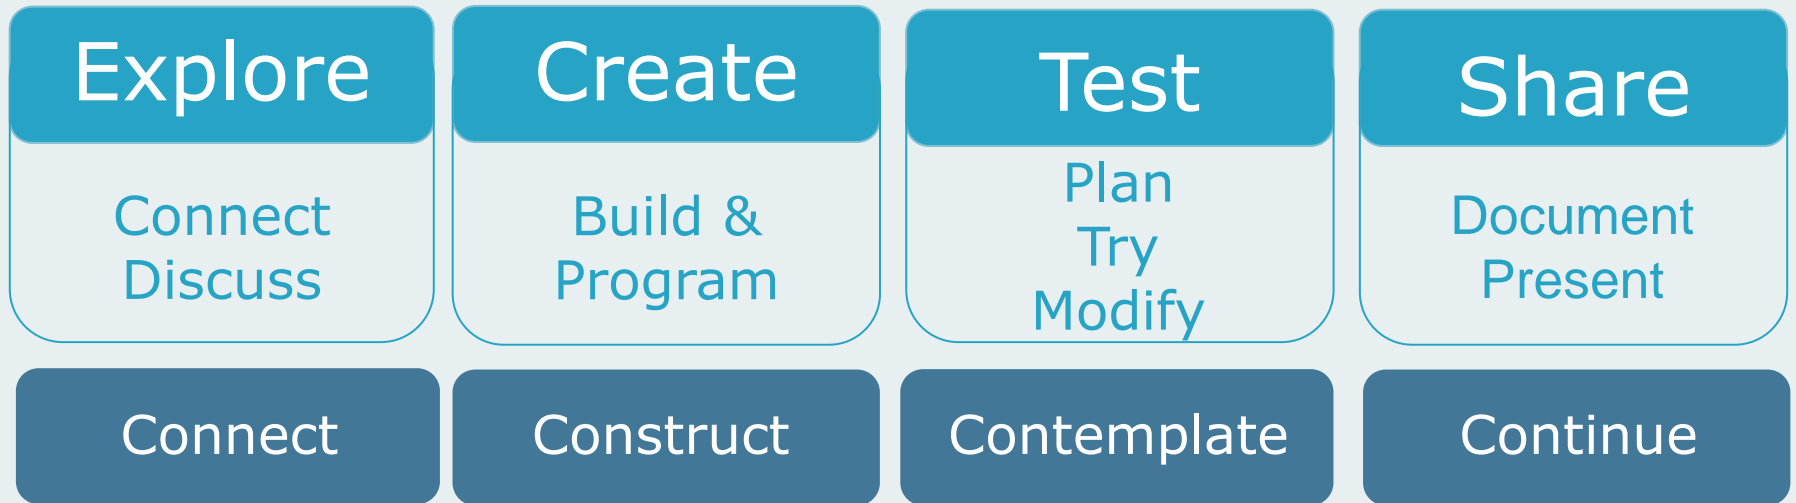 Explore
Connect
Discuss
Create
Build &
Program
Test
Plan
Try
Modify
Share
Document
Present
Connect
Construct
Contemplate
Continue